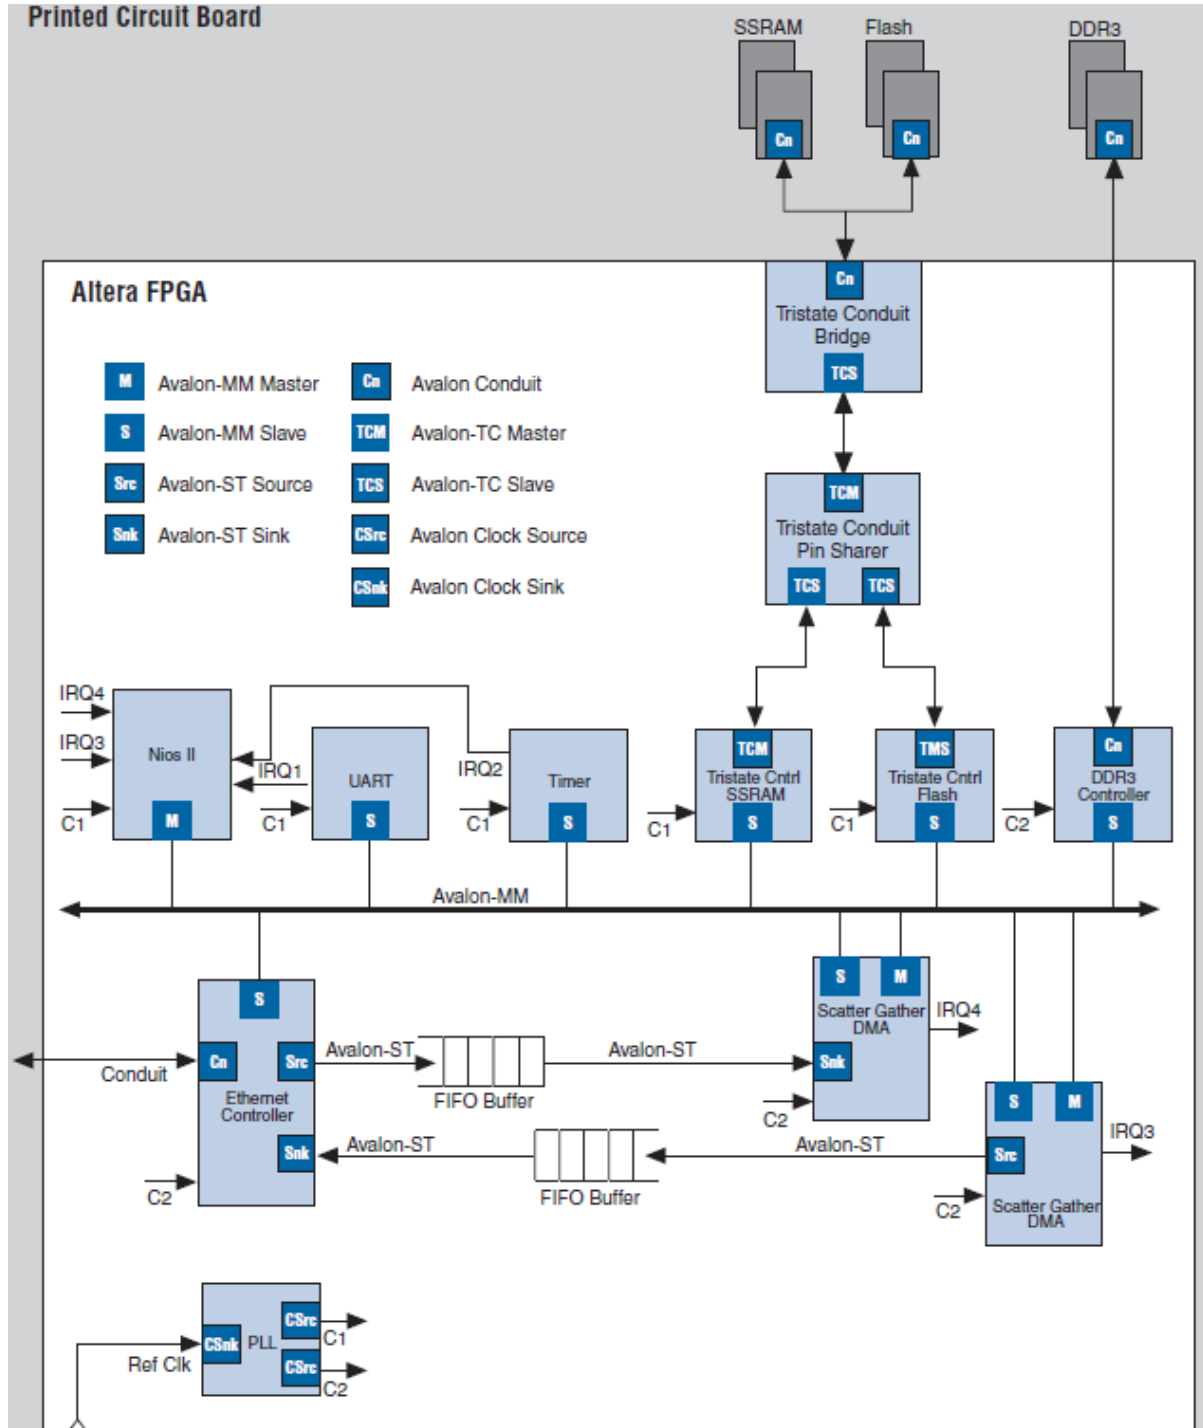 Printed Circuit Board
SSRAM
Flash
DDR3
Cn
Cn
Cn
Altera FPGA
Cn
Tristate Conduit
Bridge
TCS
M
Avalon-MM Master
Cn
Avalon Conduit
S
Avalon-MM Slave
TCM
Avalon-TC Master
Src
Avalon-ST Source
TCS
Avalon-TC Slave
Snk
Avalon-ST Sink
CSrc
Avalon Clock Source
CSnk
Avalon Clock Sink
TCM
Tristate Conduit
Pin Sharer
TCS
TCS
IRQ4
IRQ3
C1
Nios II
M
IRQ1
C1
UART
S
IRQ2
C1
Timer
S
C1
TCM
Tristate Cntrl
SSRAM
S
C1
TMS
Tristate Cntrl
Flash
S
C2
Cn
DDR3
Controller
S
Avalon-MM
S
Cn
Src
Conduit
Ethernet
Controller
Snk
C2
Avalon-ST
FIFO Buffer
Avalon-ST
S
M
Scatter Gather
DMA
IRQ4
Snk
C2
Avalon-ST
FIFO Buffer
Avalon-ST
S
M
IRQ3
Src
C2
Scatter Gather
DMA
CSrc
C1
CSnk
PLL
Ref Clk
CSrc
C2